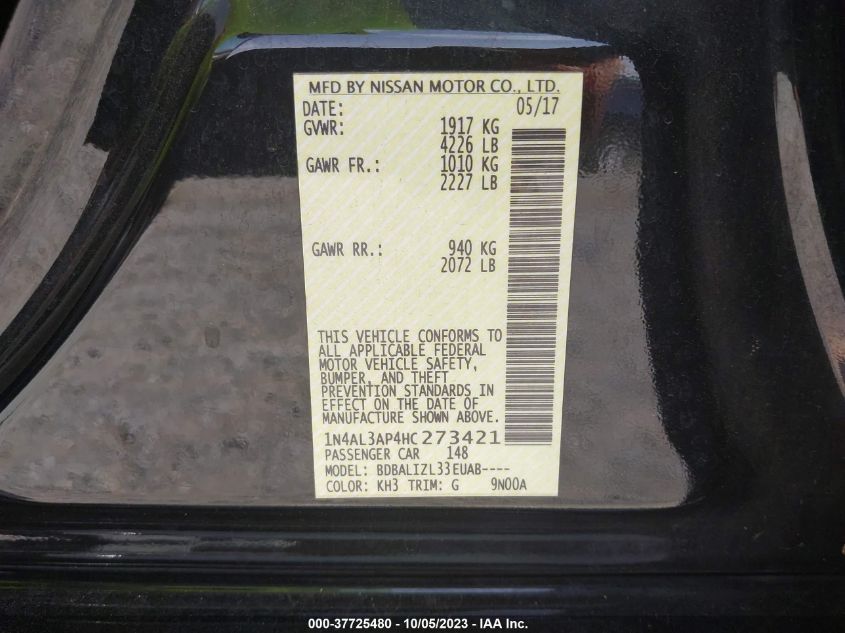 MFD BY NISSAN MOTOR CO., LTD.
DATE: 05/17
GVWR: 1917 KG
4226 LB
GAWR FR.: 1010 KG
2227 LB
GAWR RR.: 940 KG
2072 LB
THIS VEHICLE CONFORMS TO
ALL APPLICABLE FEDERAL
MOTOR VEHICLE SAFETY,
BUMPER, AND THEFT
PREVENTION STANDARDS IN
EFFECT ON THE DATE OF
MANUFACTURE SHOWN ABOVE.
1N4AL3AP4HC273421
PASSENGER CAR 148
MODEL: BDBALIZL33EUAB----
COLOR: KH3 TRIM: G 9N00A
000-37725480 - 10/05/2023 - IAA Inc.